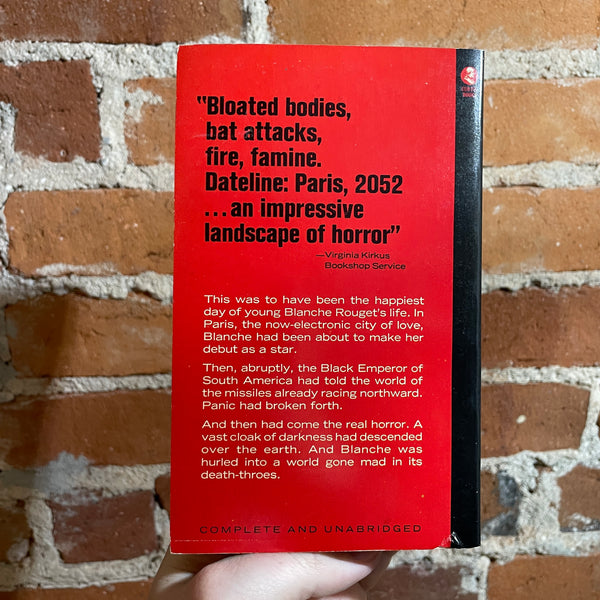 “Bloated bodies,
bat attacks,
fire, famine.
Dateline: Paris, 2052
...an impressive
landscape of horror”
—Virginia Kirkus
Bookshop Service
This was to have been the happiest
day of young Blanche Rouget's life. In
Paris, the now-electronic city of love,
Blanche had been about to make her
debut as a star.
Then, abruptly, the Black Emperor of
South America had told the world of
the missiles already racing northward.
Panic had broken forth.
And then had come the real horror. A
vast cloak of darkness had descended
over the earth. And Blanche was
hurled into a world gone mad in its
death-throes.
COMPLETE AND UNABRIDGED